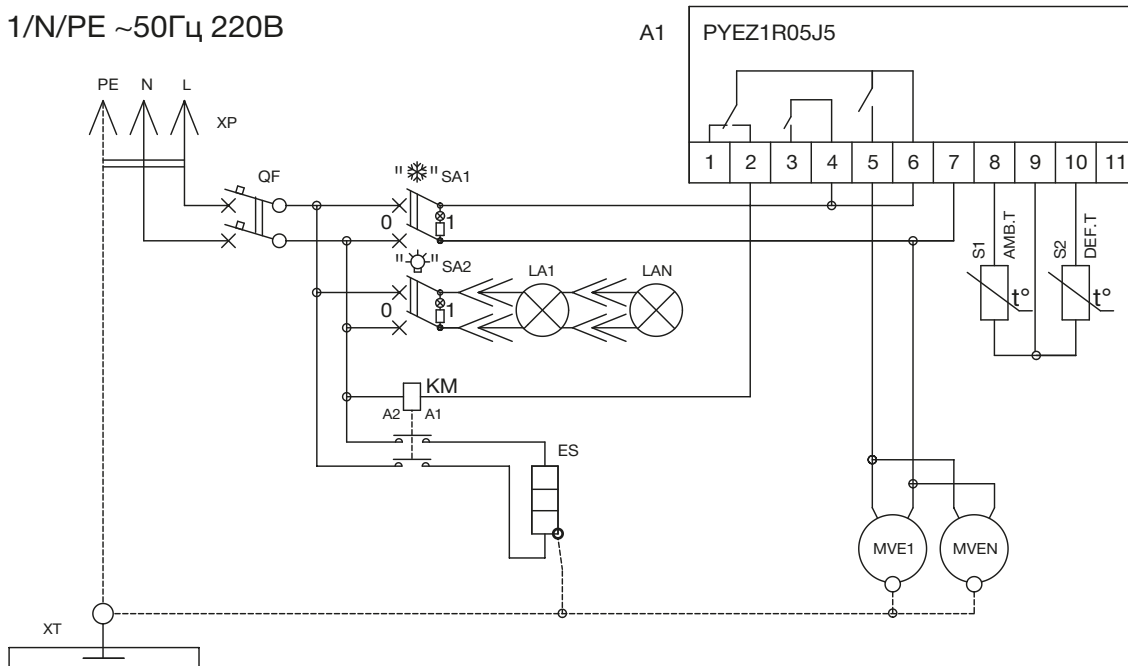 1/N/PE ~50Гц 220В
A1 PYEZ1R05J5
PE N L
XP
1 2 3 4 5 6 7 8 9 10 11
QF
"❄" SA1
0 1
S1 AMB.T S2 DEF.T
t° t°
"💡" SA2 LA1 LAN
0 1
KM
A2 A1
ES
MVE1 MVEN
XT